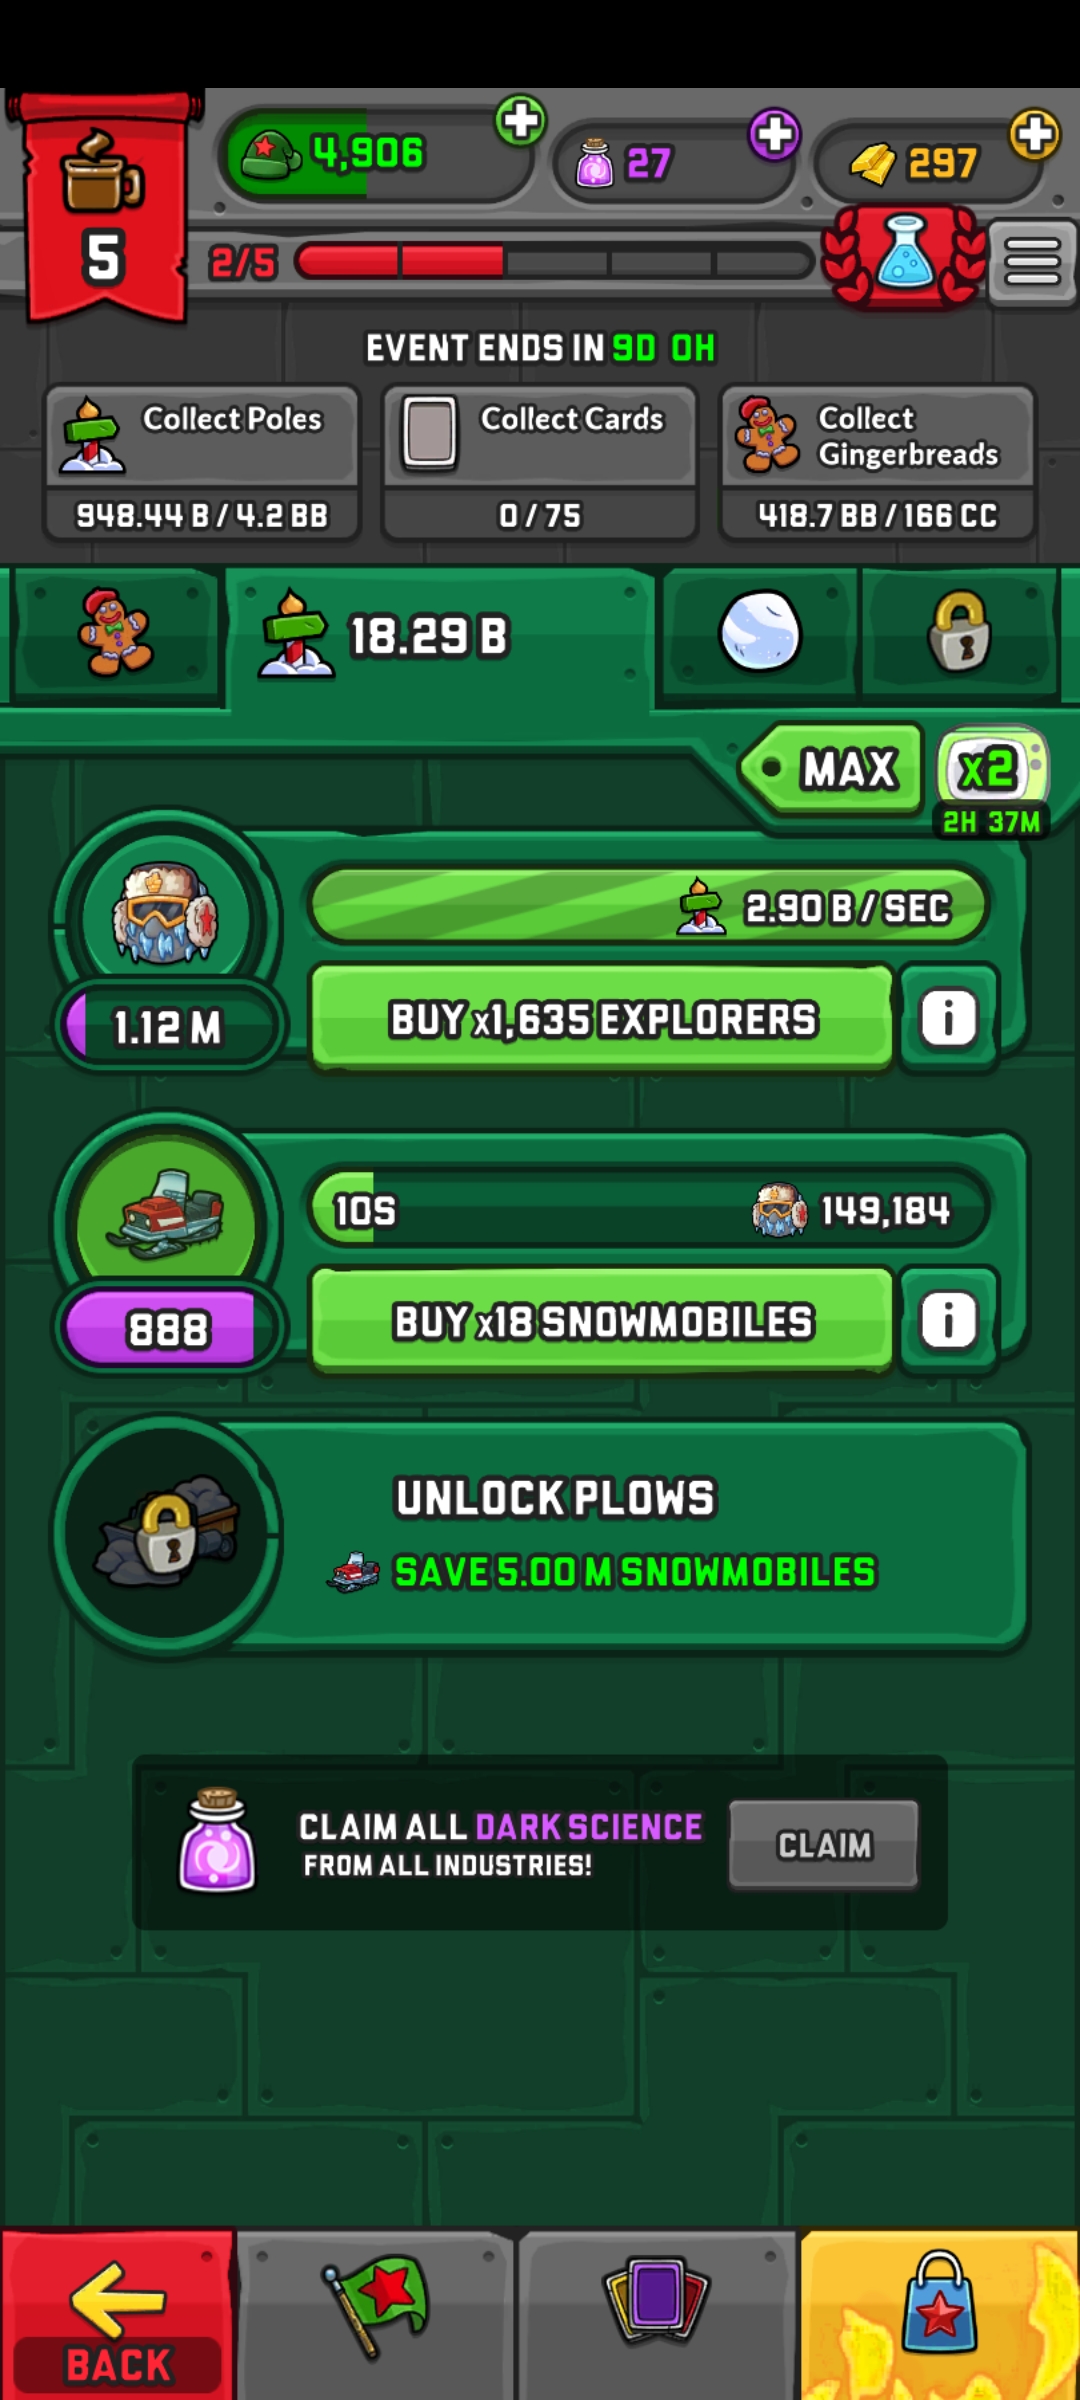 4,906
27
297
5
2/5
EVENT ENDS IN 9D 0H
Collect Poles
948.44 B / 4.2 BB
Collect Cards
0 / 75
Collect
Gingerbreads
418.7 BB / 166 CC
18.29 B
MAX
x2
2H 37M
2.90 B / SEC
1.12 M
BUY x1,635 EXPLORERS
i
10S
149,184
888
BUY x18 SNOWMOBILES
i
UNLOCK PLOWS
SAVE 5.00 M SNOWMOBILES
CLAIM ALL DARK SCIENCE
FROM ALL INDUSTRIES!
CLAIM
BACK